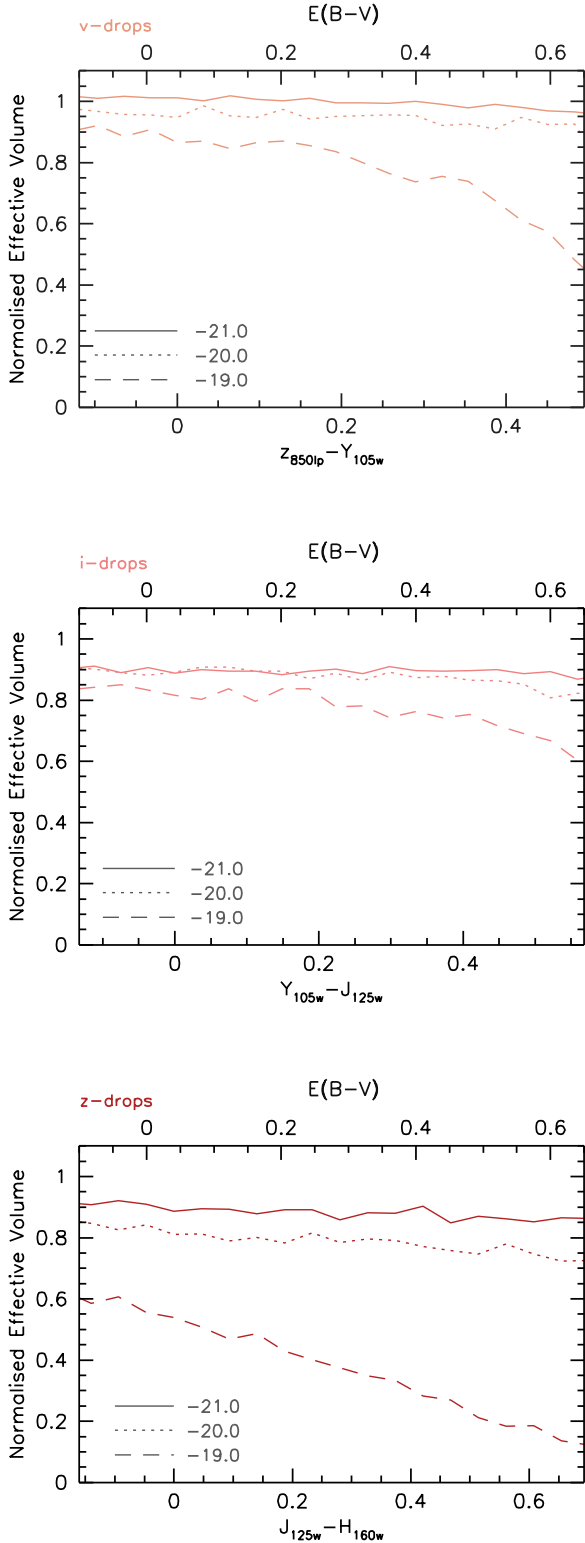 E(B−V)
v−drops
0 0.2 0.4 0.6
1
0.8
0.6
0.4
0.2
0
Normalised Effective Volume
−21.0
−20.0
−19.0
0 0.2 0.4
z850lp−Y105w
E(B−V)
i−drops
0 0.2 0.4 0.6
1
0.8
0.6
0.4
0.2
0
Normalised Effective Volume
−21.0
−20.0
−19.0
0 0.2 0.4
Y105w−J125w
E(B−V)
z−drops
0 0.2 0.4 0.6
1
0.8
0.6
0.4
0.2
0
Normalised Effective Volume
−21.0
−20.0
−19.0
0 0.2 0.4 0.6
J125w−H160w